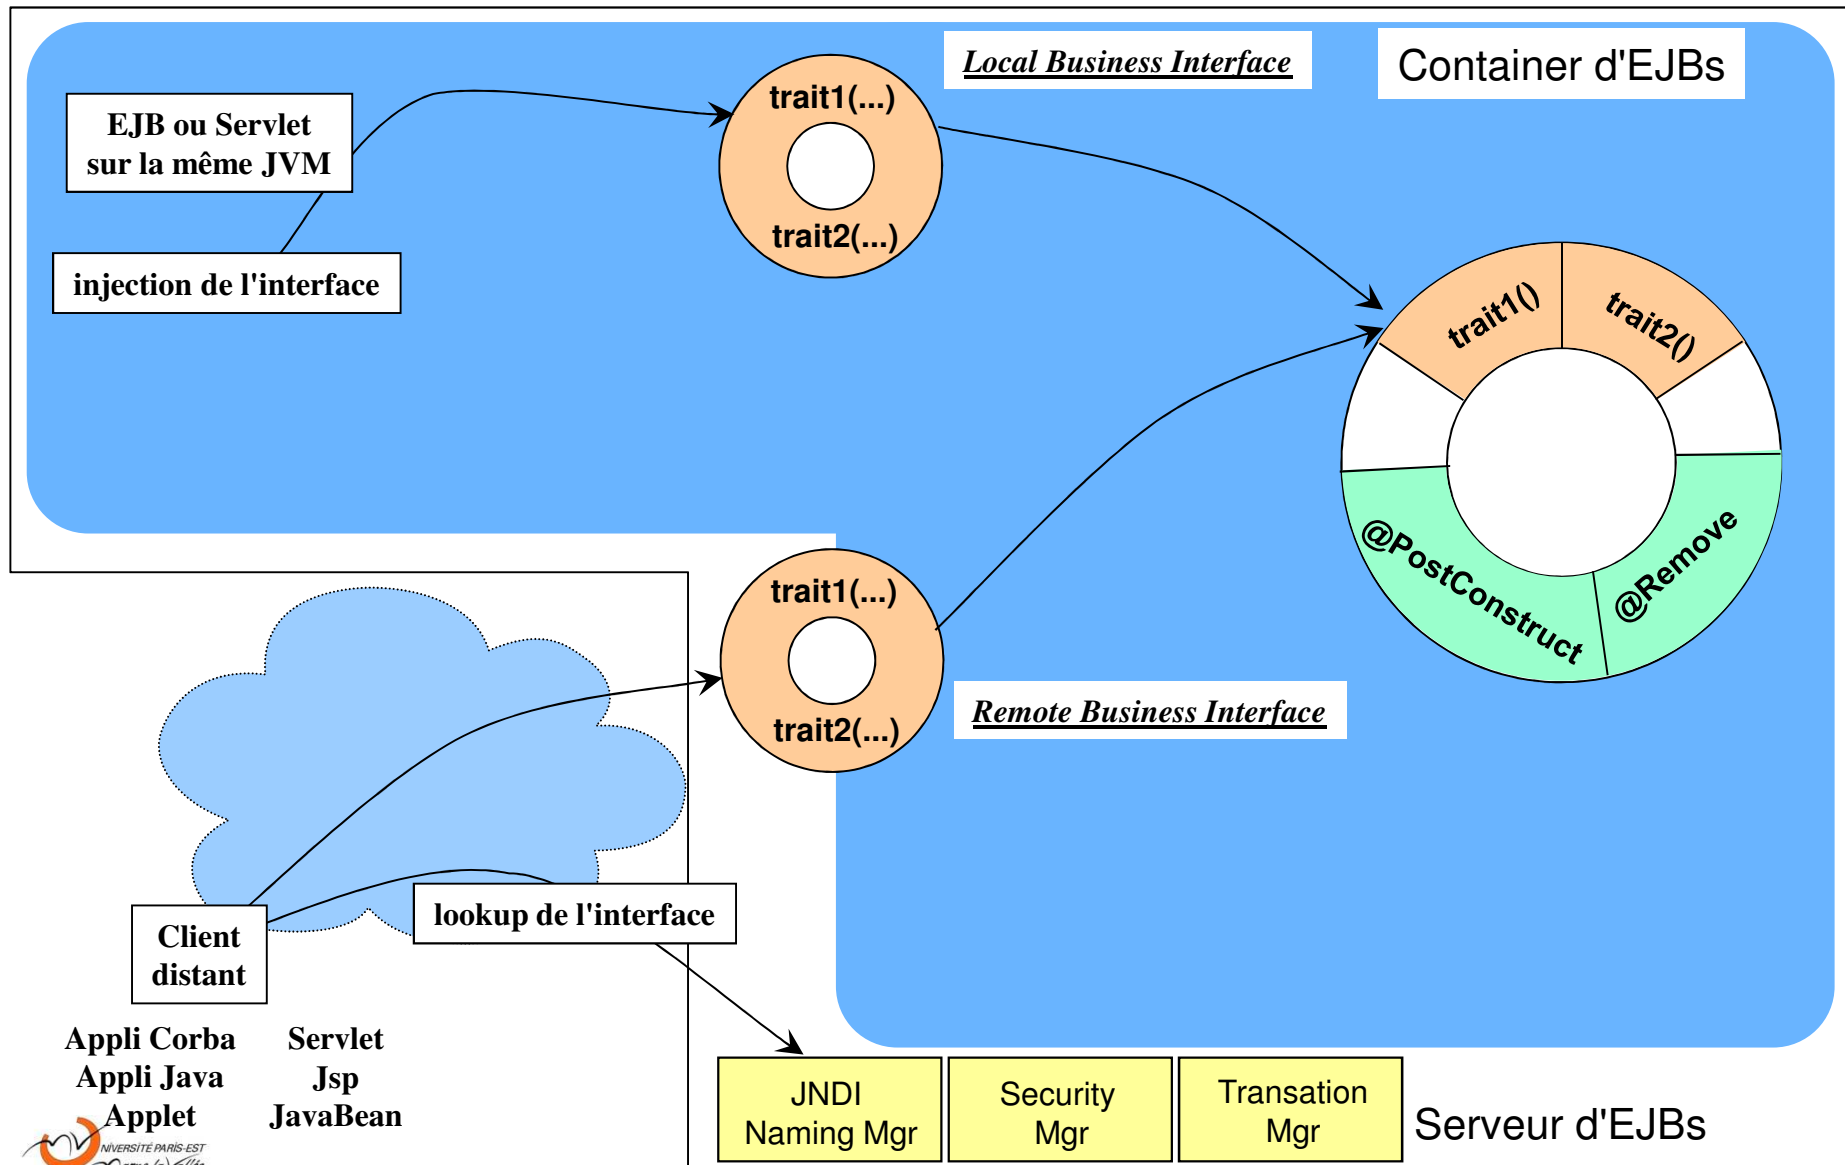 Local Business Interface
Container d'EJBs
EJB ou Servlet
sur la même JVM
injection de l'interface
trait1(...)
trait2(...)
trait1()
trait2()
@PostConstruct
@Remove
trait1(...)
trait2(...)
Remote Business Interface
lookup de l'interface
Client
distant
Appli Corba
Appli Java
Applet
Servlet
Jsp
JavaBean
JNDI
Naming Mgr
Security
Mgr
Transation
Mgr
Serveur d'EJBs
NIVERSITÉ PARIS-EST